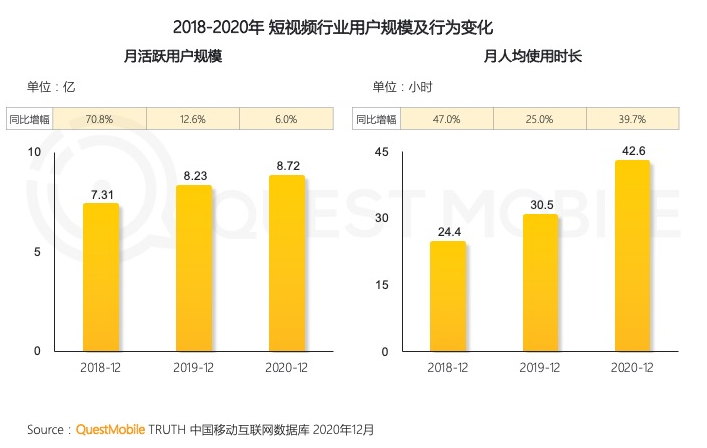 2018-2020年 短视频行业用户规模及行为变化
月活跃用户规模
单位：亿
同比增幅 70.8% 12.6% 6.0%
10
5
0
7.31
8.23
8.72
2018-12 2019-12 2020-12
月人均使用时长
单位：小时
同比增幅 47.0% 25.0% 39.7%
45
30
15
0
24.4
30.5
42.6
2018-12 2019-12 2020-12
QUEST MOBILE
Source：QuestMobile TRUTH 中国移动互联网数据库 2020年12月